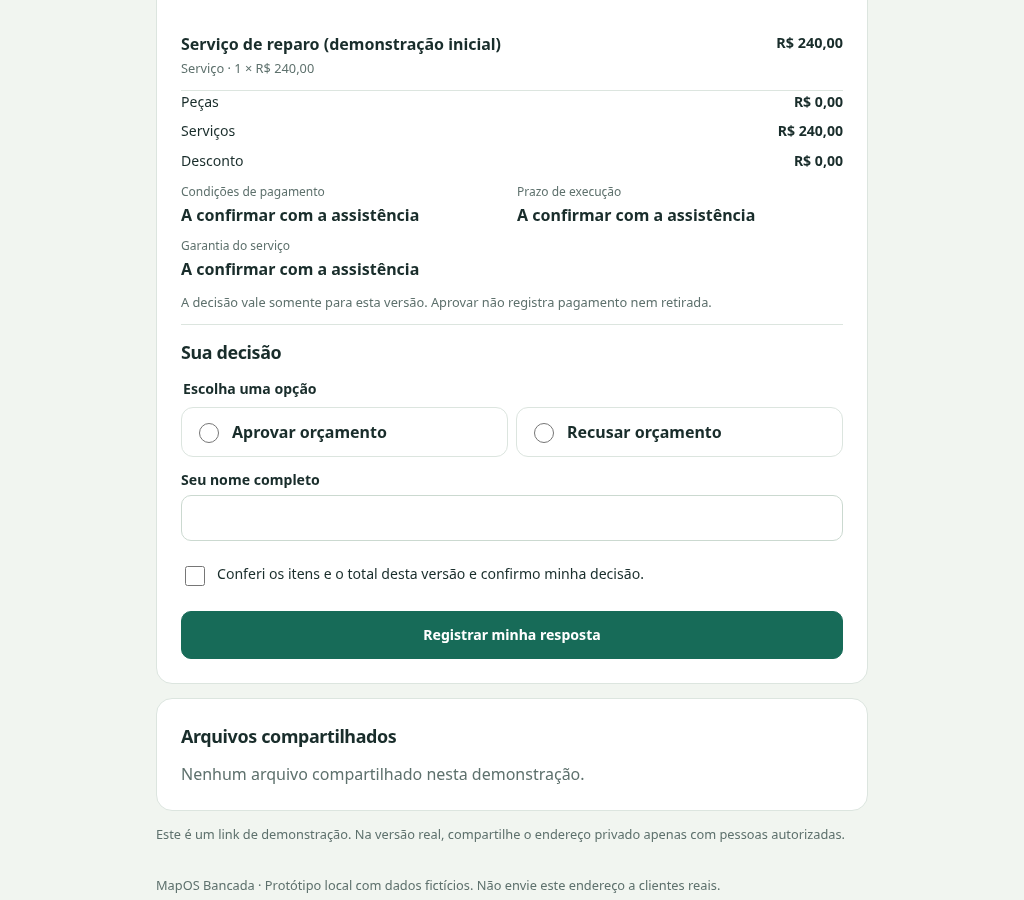 Serviço de reparo (demonstração inicial) R$ 240,00
Serviço · 1 × R$ 240,00
Peças R$ 0,00
Serviços R$ 240,00
Desconto R$ 0,00
Condições de pagamento Prazo de execução
A confirmar com a assistência A confirmar com a assistência
Garantia do serviço
A confirmar com a assistência
A decisão vale somente para esta versão. Aprovar não registra pagamento nem retirada.
Sua decisão
Escolha uma opção
Aprovar orçamento Recusar orçamento
Seu nome completo
Conferi os itens e o total desta versão e confirmo minha decisão.
Registrar minha resposta
Arquivos compartilhados
Nenhum arquivo compartilhado nesta demonstração.
Este é um link de demonstração. Na versão real, compartilhe o endereço privado apenas com pessoas autorizadas.
MapOS Bancada · Protótipo local com dados fictícios. Não envie este endereço a clientes reais.